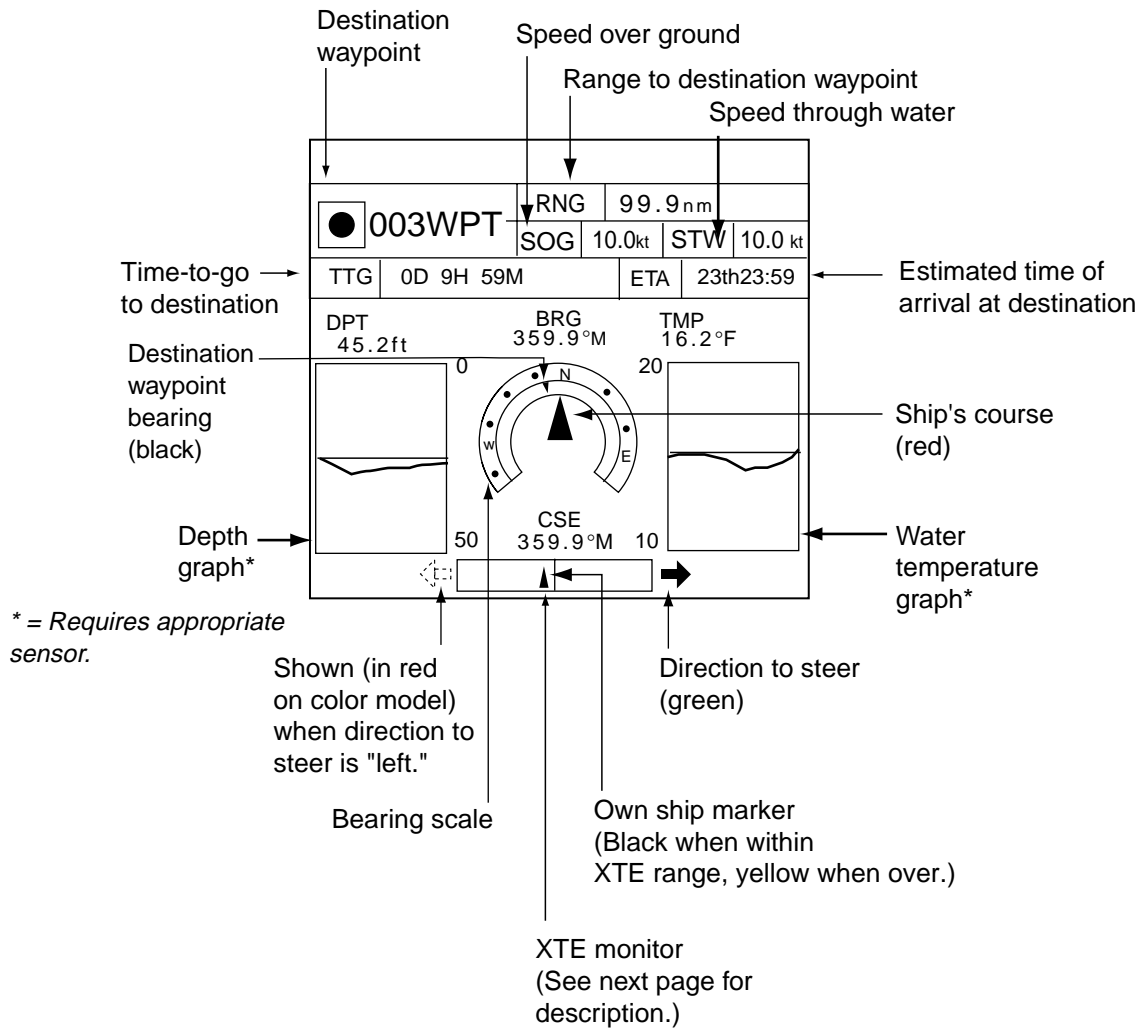 Destination
waypoint
Speed over ground
Range to destination waypoint
Speed through water
RNG 99.9nm
003WPT
SOG 10.0kt STW 10.0 kt
Time-to-go
to destination
TTG 0D 9H 59M ETA 23th23:59
Estimated time of
arrival at destination
DPT
45.2ft
BRG
359.9°M
TMP
16.2°F
Destination
waypoint
bearing
(black)
0
20
N
W
E
Ship's course
(red)
Depth
graph*
50
CSE
359.9°M
10
Water
temperature
graph*
* = Requires appropriate
sensor.
Shown (in red
on color model)
when direction to
steer is "left."
Direction to steer
(green)
Bearing scale
Own ship marker
(Black when within
XTE range, yellow when over.)
XTE monitor
(See next page for
description.)